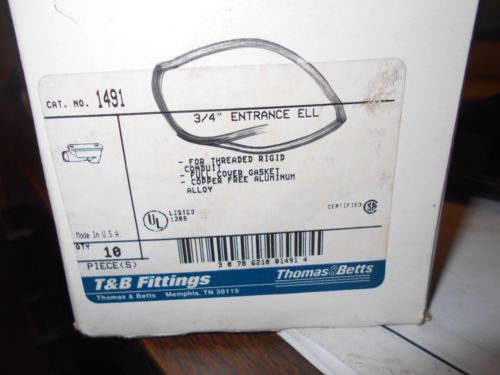 CAT. NO. 1491
3/4" ENTRANCE ELL
- FOR THREADED RIGID
CONDUIT
- FULL COVER GASKET
- COPPER FREE ALUMINUM
ALLOY
UL LISTED
CERTIFIED SA
Made In U.S.A.
QTY 10
PIECE(S)
3 0 78 6210 01491 4
T&B Fittings
Thomas & Betts Memphis, TN 38119
Thomas&Betts